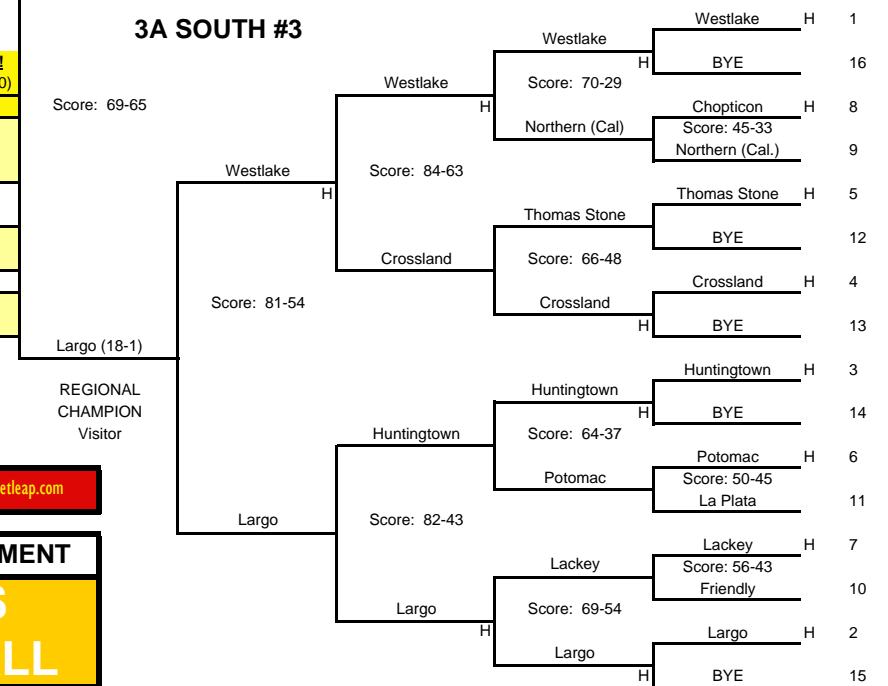 3A SOUTH #3
Westlake H 1
BYE 16
Westlake
H
Score: 70-29
Chopticon H 8
Score: 45-33
Northern (Cal.) 9
Northern (Cal)
Westlake
H
Score: 84-63
Thomas Stone H 5
BYE 12
Thomas Stone
Score: 66-48
Crossland H 4
BYE 13
Crossland
H
Crossland
Westlake
H
Score: 81-54
Huntingtown H 3
BYE 14
Huntingtown
H
Score: 64-37
Potomac H 6
Score: 50-45
La Plata 11
Potomac
Huntingtown
Score: 82-43
Lackey H 7
Score: 56-43
Friendly 10
Lackey
Score: 69-54
Largo H 2
BYE 15
Largo
H
Largo
H
Largo
Score: 69-65
Largo (18-1)
REGIONAL
CHAMPION
Visitor
!
0)
etleap.com
MENT
S
LL